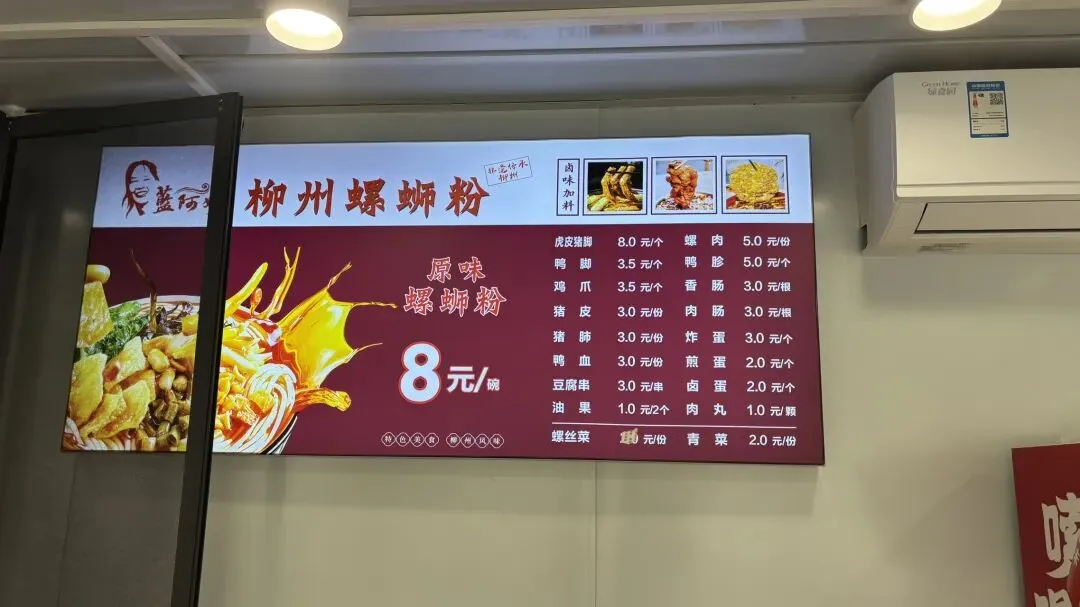 藍阿
柳州螺蛳粉
柳州
卤味加料
原味
螺蛳粉
8元/碗
特色美食 柳州风味
虎皮猪脚 8.0 元/个 螺肉 5.0 元/份
鸭脚 3.5 元/个 鸭胗 5.0 元/个
鸡爪 3.5 元/个 香肠 3.0 元/根
猪皮 3.0 元/份 肉肠 3.0 元/根
猪肺 3.0 元/份 炸蛋 3.0 元/个
鸭血 3.0 元/份 煎蛋 2.0 元/个
豆腐串 3.0 元/串 卤蛋 2.0 元/个
油果 1.0 元/2个 肉丸 1.0 元/颗
螺丝菜 元/份 青菜 2.0 元/份